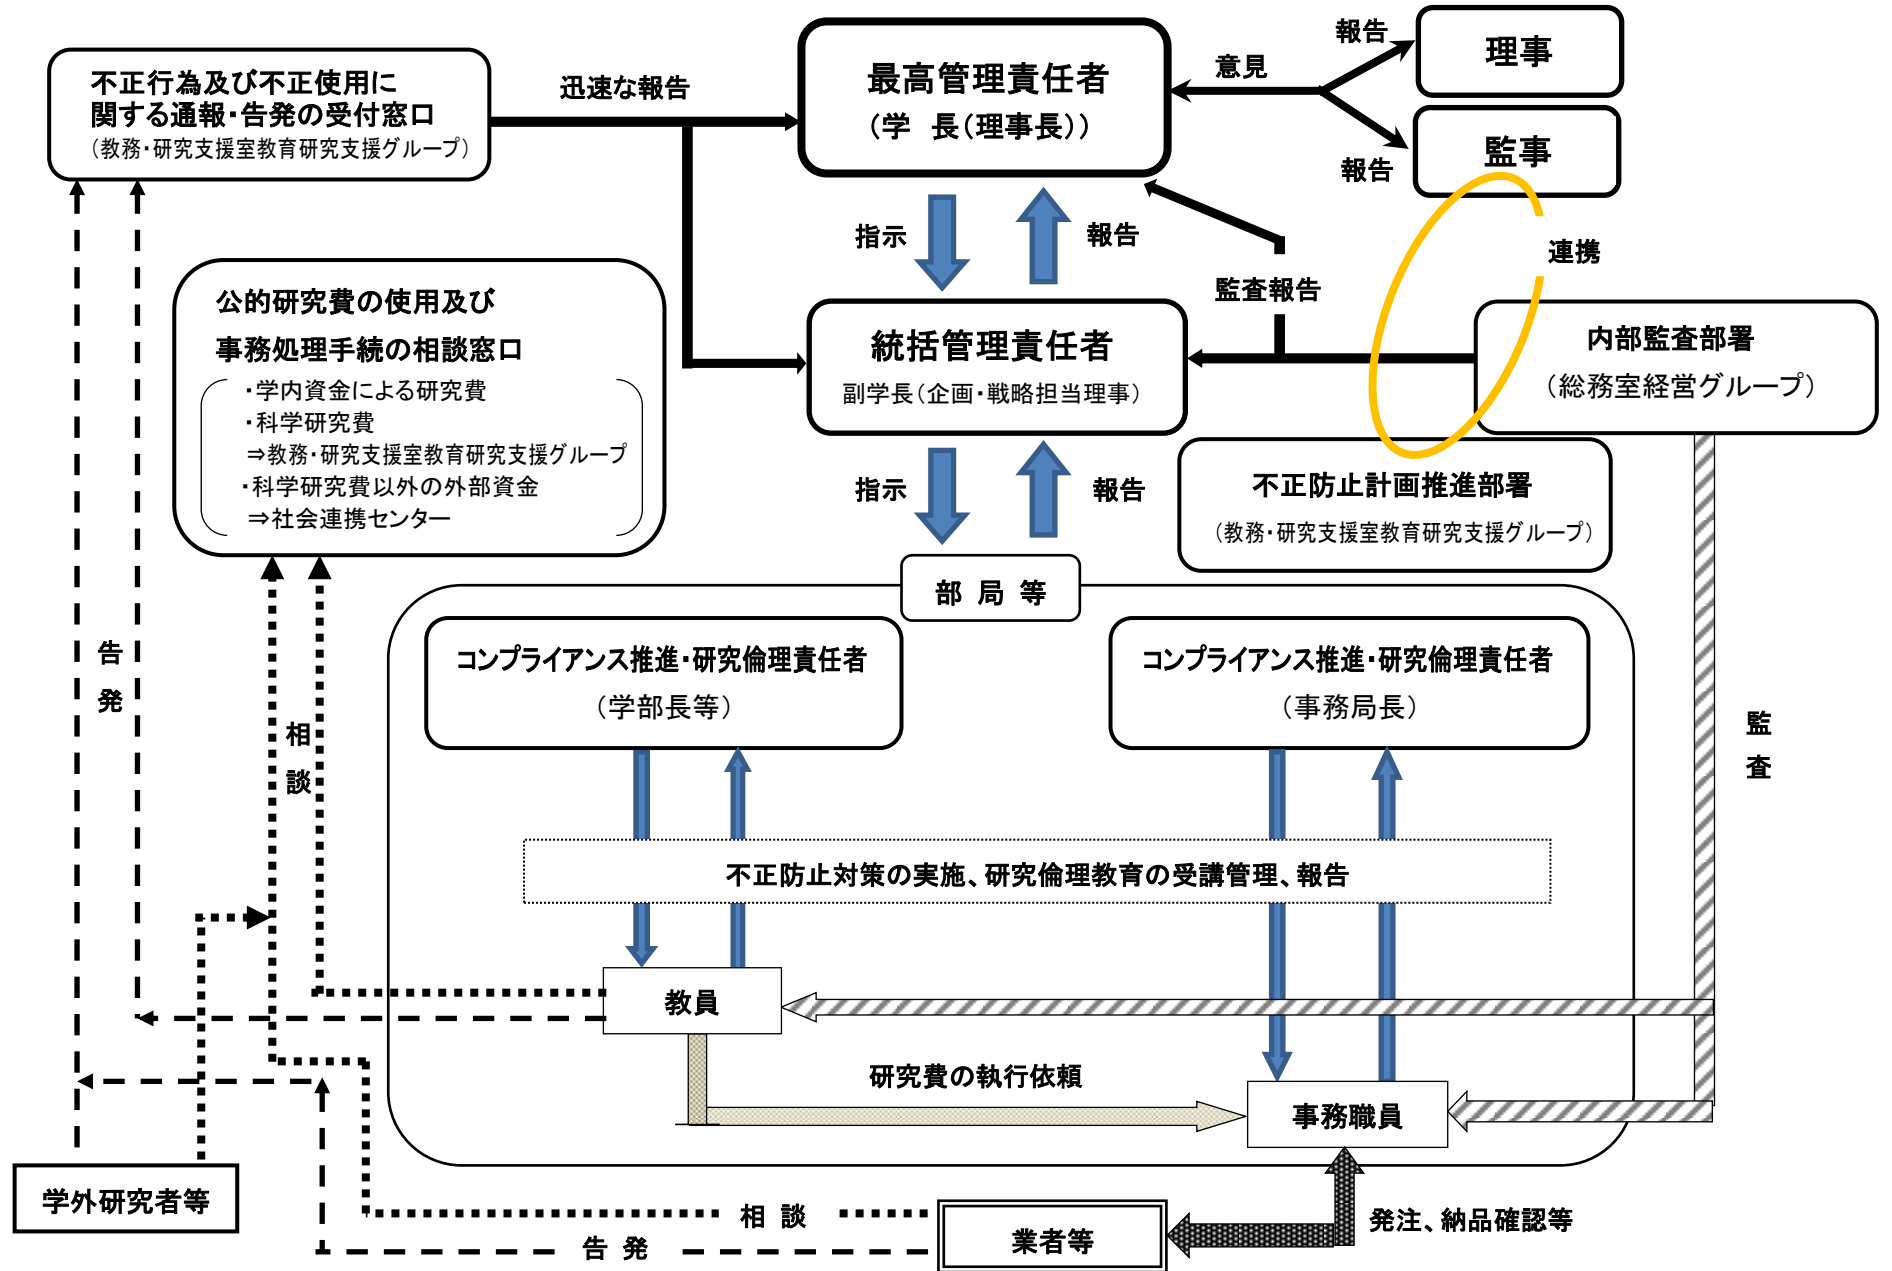 不正行為及び不正使用に
関する通報・告発の受付窓口
（教務・研究支援室教育研究支援グループ）
迅速な報告
最高管理責任者
（学 長（理事長））
意見
報告
報告
理事
監事
指示
報告
監査報告
連携
公的研究費の使用及び
事務処理手続の相談窓口
・学内資金による研究費
・科学研究費
⇒教務・研究支援室教育研究支援グループ
・科学研究費以外の外部資金
⇒社会連携センター
統括管理責任者
副学長（企画・戦略担当理事）
内部監査部署
（総務室経営グループ）
指示
報告
不正防止計画推進部署
（教務・研究支援室教育研究支援グループ）
部 局 等
コンプライアンス推進・研究倫理責任者
（学部長等）
コンプライアンス推進・研究倫理責任者
（事務局長）
告
発
相
談
監
査
不正防止対策の実施、研究倫理教育の受講管理、報告
教員
研究費の執行依頼
事務職員
学外研究者等
相 談
告 発
業者等
発注、納品確認等